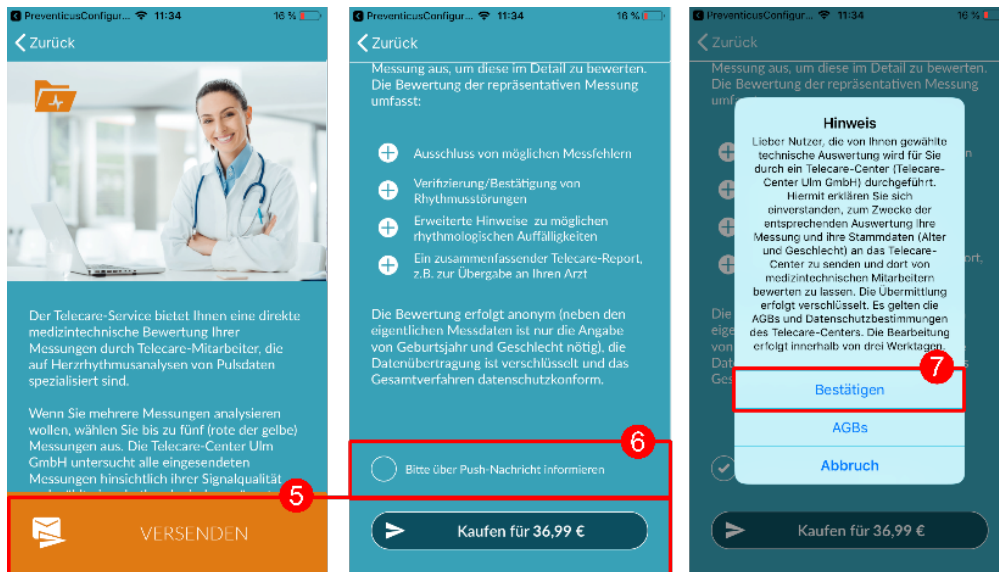 PreventicusConfigur... 11:34 16 %
Zurück
Der Telecare-Service bietet Ihnen eine direkte
medizintechnische Bewertung Ihrer
Messungen durch Telecare-Mitarbeiter, die
auf Herzrhythmusanalysen von Pulsdaten
spezialisiert sind.
Wenn Sie mehrere Messungen analysieren
wollen, wählen Sie bis zu fünf (rote der gelbe)
Messungen aus. Die Telecare-Center Ulm
GmbH untersucht alle eingesendeten
Messungen hinsichtlich ihrer Signalqualität
5
VERSENDEN
PreventicusConfigur... 11:34 16 %
Zurück
Messung aus, um diese im Detail zu bewerten.
Die Bewertung der repräsentativen Messung
umfasst:
Ausschluss von möglichen Messfehlern
Verifizierung/Bestätigung von
Rhythmusstörungen
Erweiterte Hinweise zu möglichen
rhythmologischen Auffälligkeiten
Ein zusammenfassender Telecare-Report,
z.B. zur Übergabe an Ihren Arzt
Die Bewertung erfolgt anonym (neben den
eigentlichen Messdaten ist nur die Angabe
von Geburtsjahr und Geschlecht nötig), die
Datenübertragung ist verschlüsselt und das
Gesamtverfahren datenschutzkonform.
6
Bitte über Push-Nachricht informieren
Kaufen für 36,99 €
PreventicusConfigur... 11:34 16 %
Zurück
Messung aus, um diese im Detail zu bewerten.
Die Bewertung der repräsentativen Messung
umf
Hinweis
Lieber Nutzer, die von Ihnen gewählte
technische Auswertung wird für Sie
durch ein Telecare-Center (Telecare-
Center Ulm GmbH) durchgeführt.
Hiermit erklären Sie sich
einverstanden, zum Zwecke der
entsprechenden Auswertung Ihre
Messung und ihre Stammdaten (Alter
und Geschlecht) an das Telecare-
Center zu senden und dort von
medizintechnischen Mitarbeitern
bewerten zu lassen. Die Übermittlung
erfolgt verschlüsselt. Es gelten die
AGBs und Datenschutzbestimmungen
des Telecare-Centers. Die Bearbeitung
erfolgt innerhalb von drei Werktagen.
7
Bestätigen
AGBs
Abbruch
Kaufen für 36,99 €